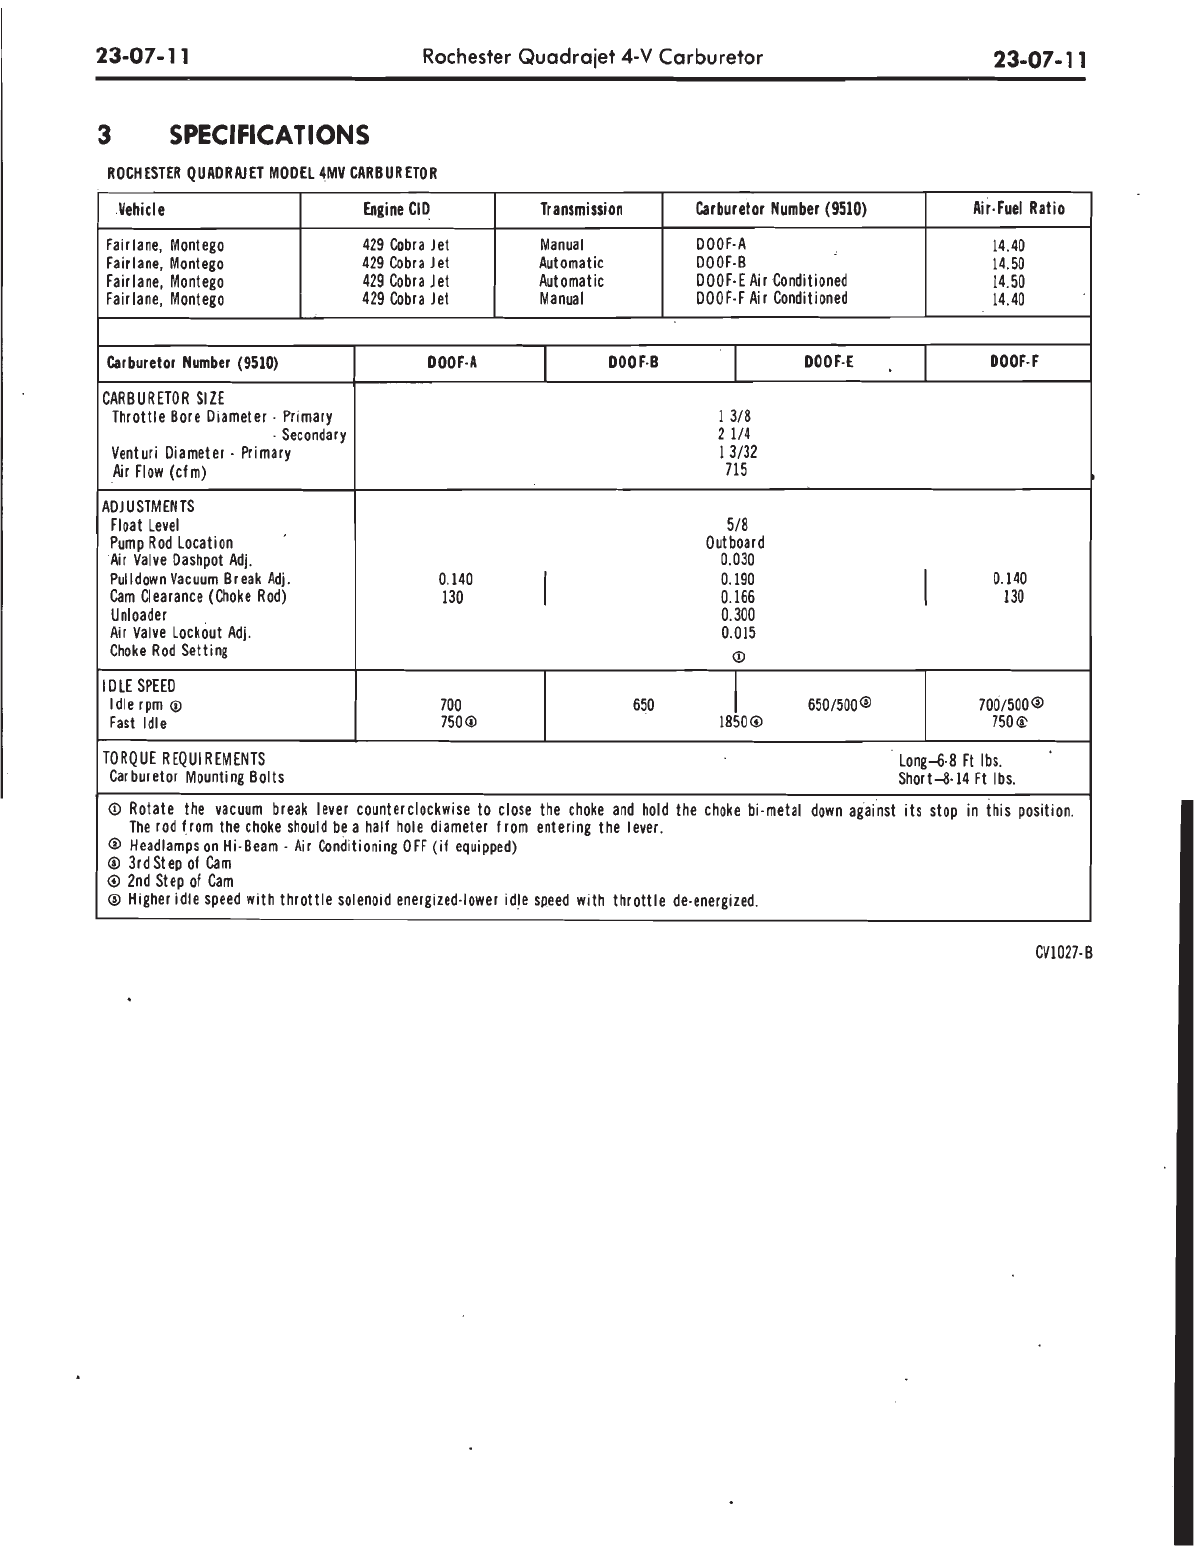 23-07-11 Rochester Quadrajet 4-V Carburetor 23-07-11
3 SPECIFICATIONS
ROCHESTER QUADRAJET MODEL 4MV CARBURETOR
Vehicle Engine CID Transmission Carburetor Number (9510) Air-Fuel Ratio
Fairlane, Montego 429 Cobra Jet Manual DOOF-A 14.40
Fairlane, Montego 429 Cobra Jet Automatic DOOF-B 14.50
Fairlane, Montego 429 Cobra Jet Automatic DOOF-E Air Conditioned 14.50
Fairlane, Montego 429 Cobra Jet Manual DOOF-F Air Conditioned 14.40
Carburetor Number (9510) DOOF-A DOOF-B DOOF-E DOOF-F
CARBURETOR SIZE
Throttle Bore Diameter - Primary 1 3/8
- Secondary 2 1/4
Venturi Diameter - Primary 1 3/32
Air Flow (cfm) 715
ADJUSTMENTS
Float Level 5/8
Pump Rod Location Outboard
Air Valve Dashpot Adj. 0.030
Pulldown Vacuum Break Adj. 0.140 0.190 0.140
Cam Clearance (Choke Rod) 130 0.166 130
Unloader 0.300
Air Valve Lockout Adj. 0.015
Choke Rod Setting ①
IDLE SPEED
Idle rpm ② 700 650 650/500⑤ 700/500⑤
Fast Idle 750③ 1850④ 750
TORQUE REQUIREMENTS Long–6-8 Ft lbs.
Carburetor Mounting Bolts Short–8-14 Ft lbs.
① Rotate the vacuum break lever counterclockwise to close the choke and hold the choke bi-metal down against its stop in this position.
The rod from the choke should be a half hole diameter from entering the lever.
② Headlamps on Hi-Beam - Air Conditioning OFF (if equipped)
③ 3rd Step of Cam
④ 2nd Step of Cam
⑤ Higher idle speed with throttle solenoid energized-lower idle speed with throttle de-energized.
CV1027-B